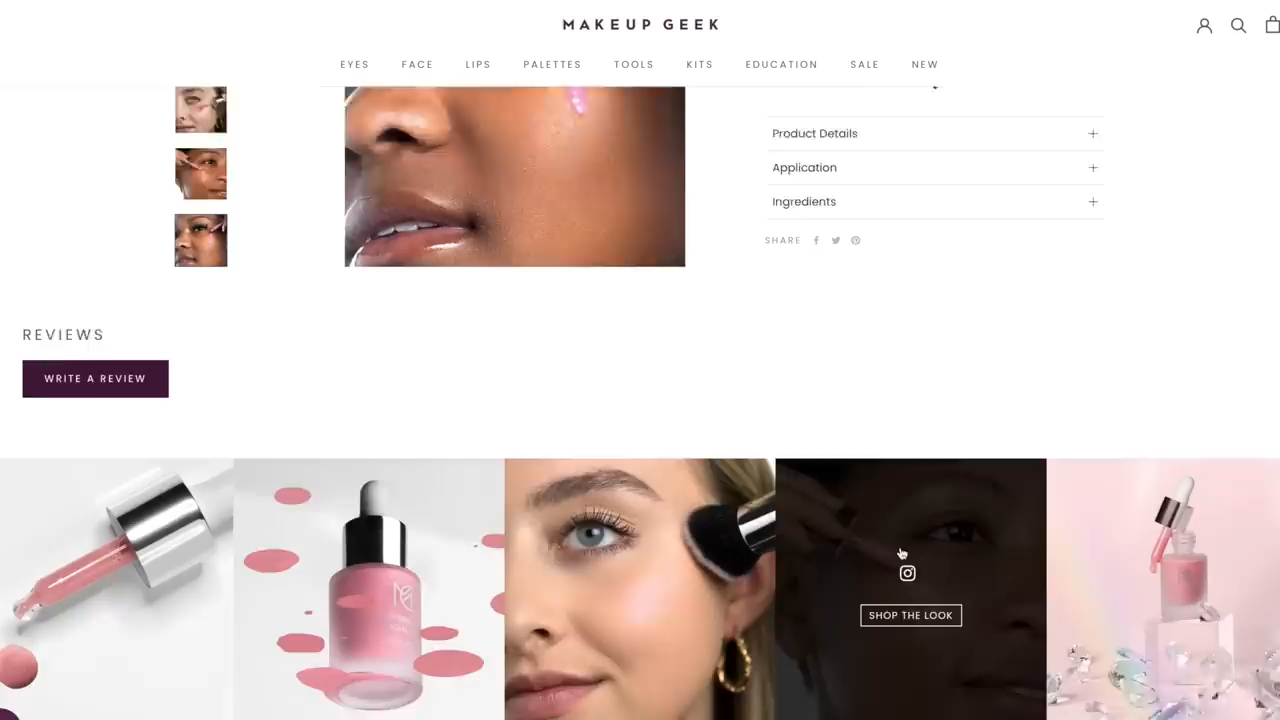 MAKEUP GEEK
EYES FACE LIPS PALETTES TOOLS KITS EDUCATION SALE NEW
Product Details
Application
Ingredients
SHARE
REVIEWS
WRITE A REVIEW
SHOP THE LOOK